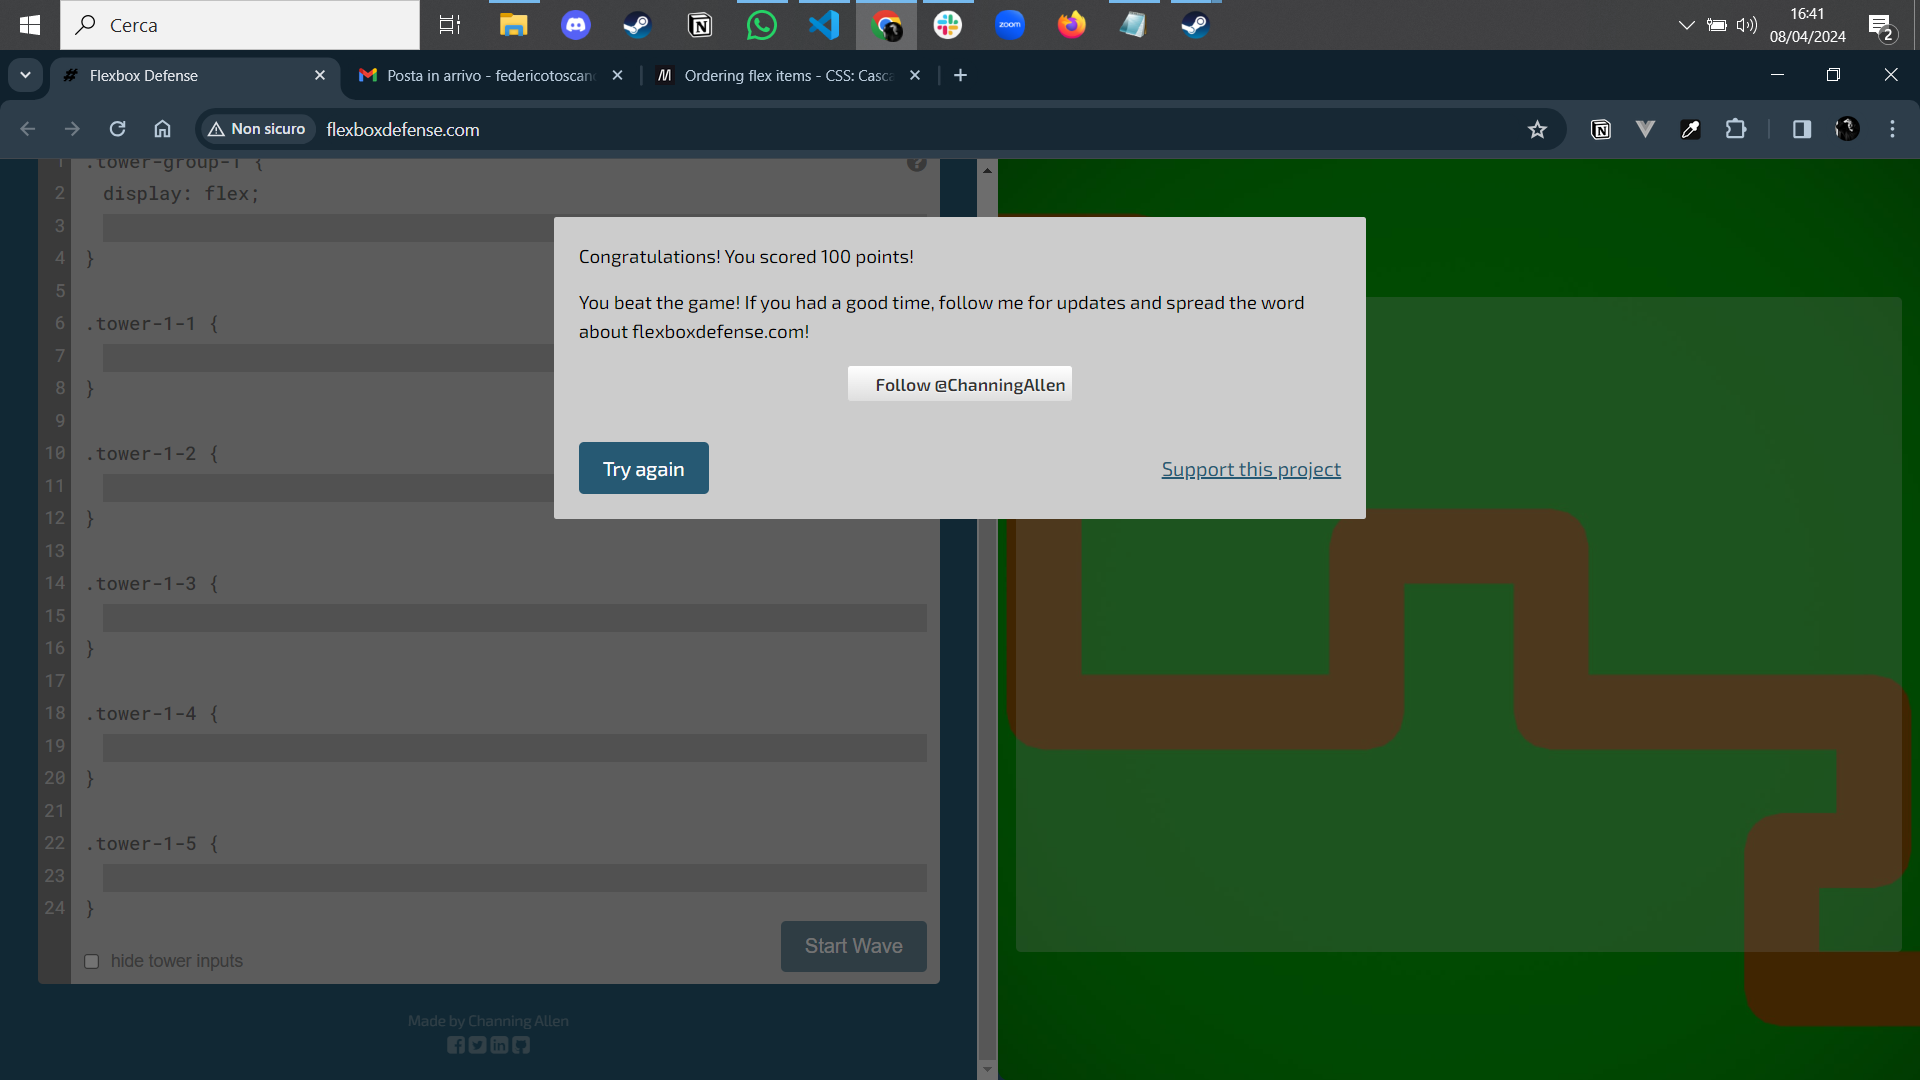 Cerca
16:41
08/04/2024
2
Flexbox Defense
Posta in arrivo - federicotoscano
Ordering flex items - CSS: Casca
Non sicuro
flexboxdefense.com
1 .tower-group-1 {
2 display: flex;
3
4 }
5
6 .tower-1-1 {
7
8 }
9
10 .tower-1-2 {
11
12 }
13
14 .tower-1-3 {
15
16 }
17
18 .tower-1-4 {
19
20 }
21
22 .tower-1-5 {
23
24 }
hide tower inputs
Start Wave
Made by Channing Allen
Congratulations! You scored 100 points!
You beat the game! If you had a good time, follow me for updates and spread the word
about flexboxdefense.com!
Follow @ChanningAllen
Try again
Support this project
zoom